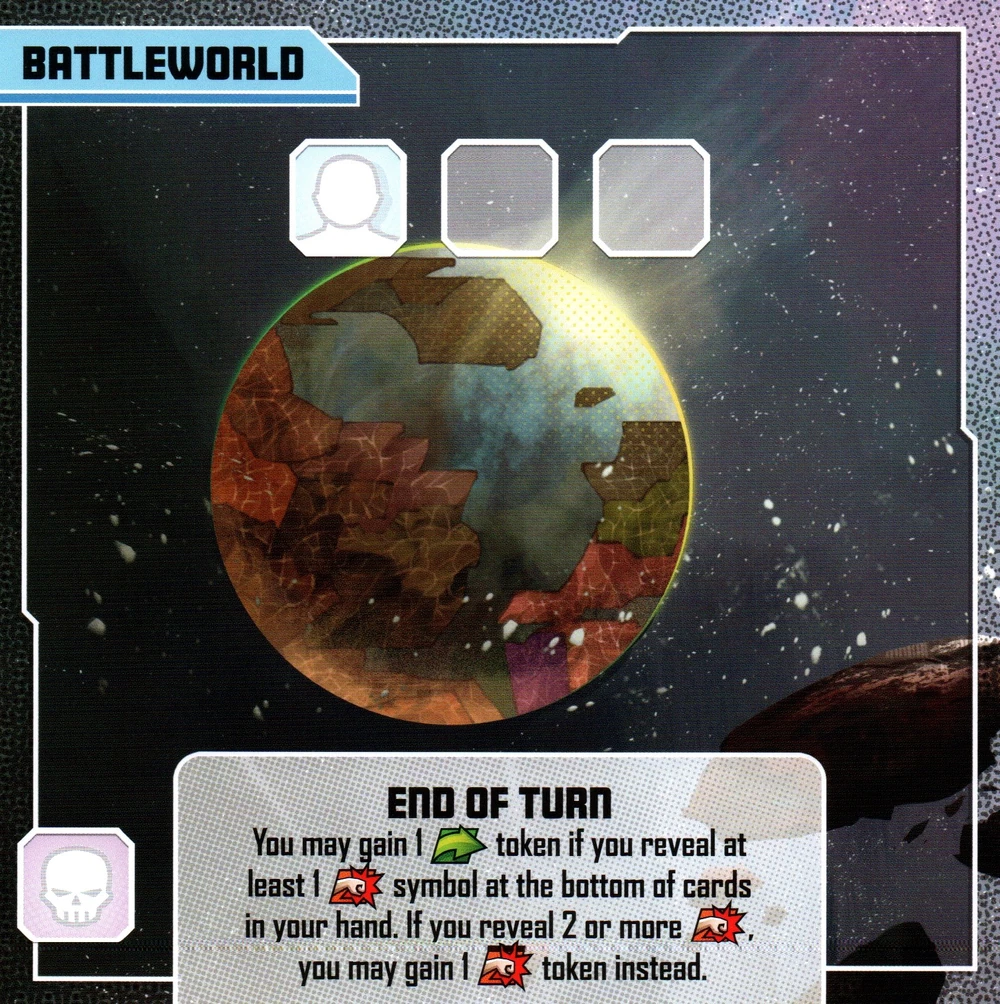 BATTLEWORLD
END OF TURN
You may gain 1 token if you reveal at
least 1 symbol at the bottom of cards
in your hand. If you reveal 2 or more ,
you may gain 1 token instead.